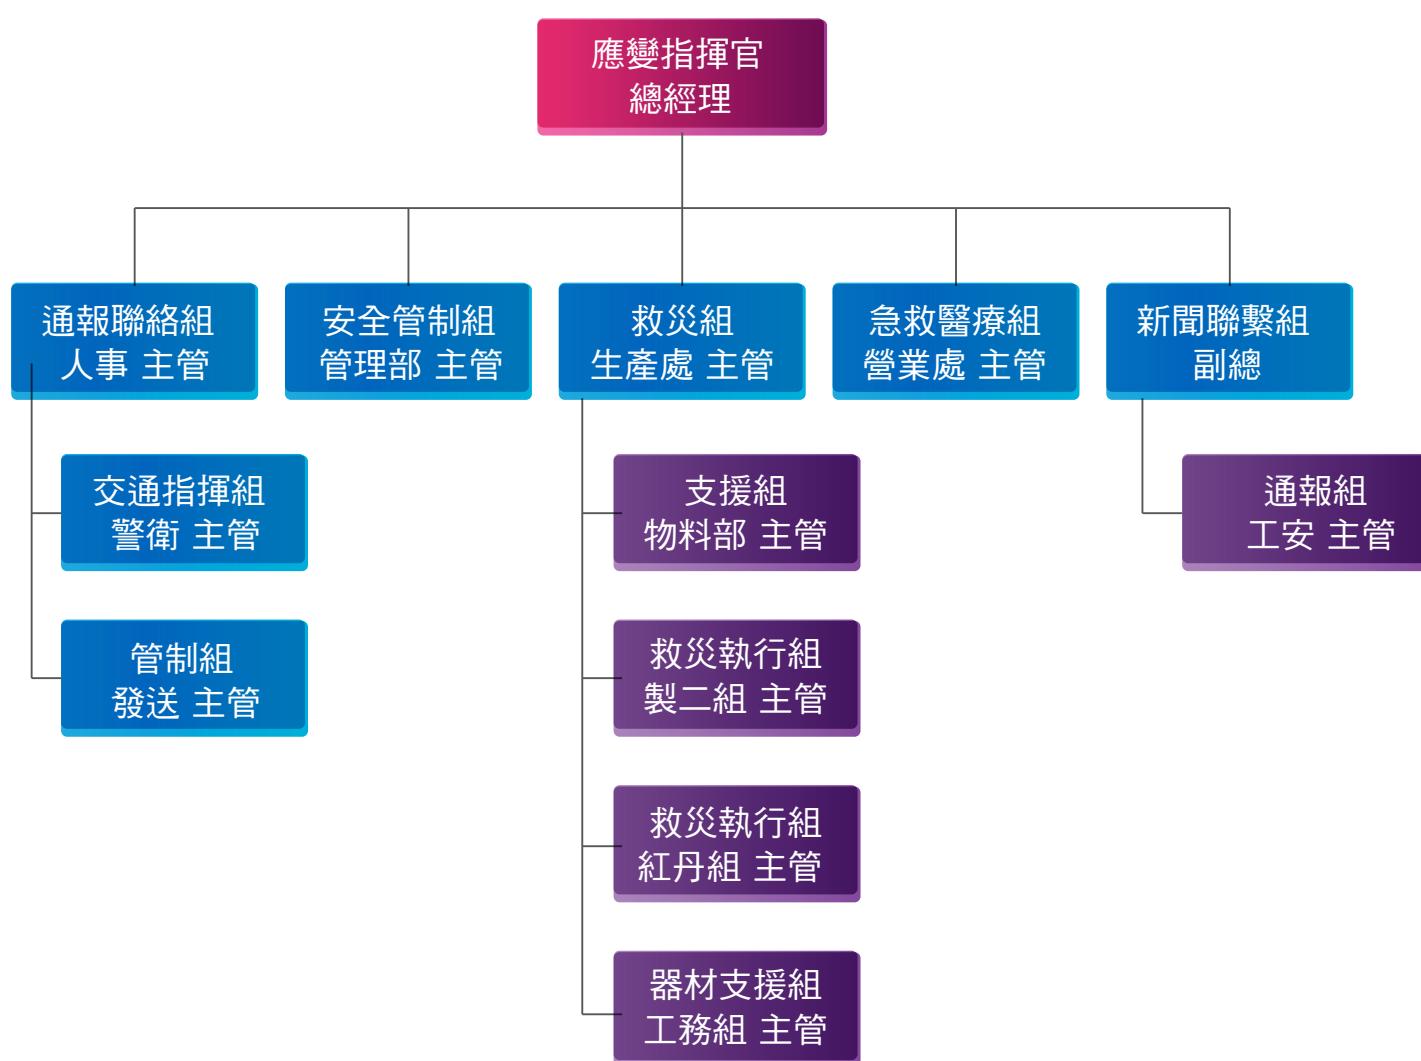 應變指揮官
總經理
通報聯絡組
人事 主管
安全管制組
管理部 主管
救災組
生產處 主管
急救醫療組
營業處 主管
新聞聯繫組
副總
交通指揮組
警衛 主管
管制組
發送 主管
支援組
物料部 主管
救災執行組
製二組 主管
救災執行組
紅丹組 主管
器材支援組
工務組 主管
通報組
工安 主管